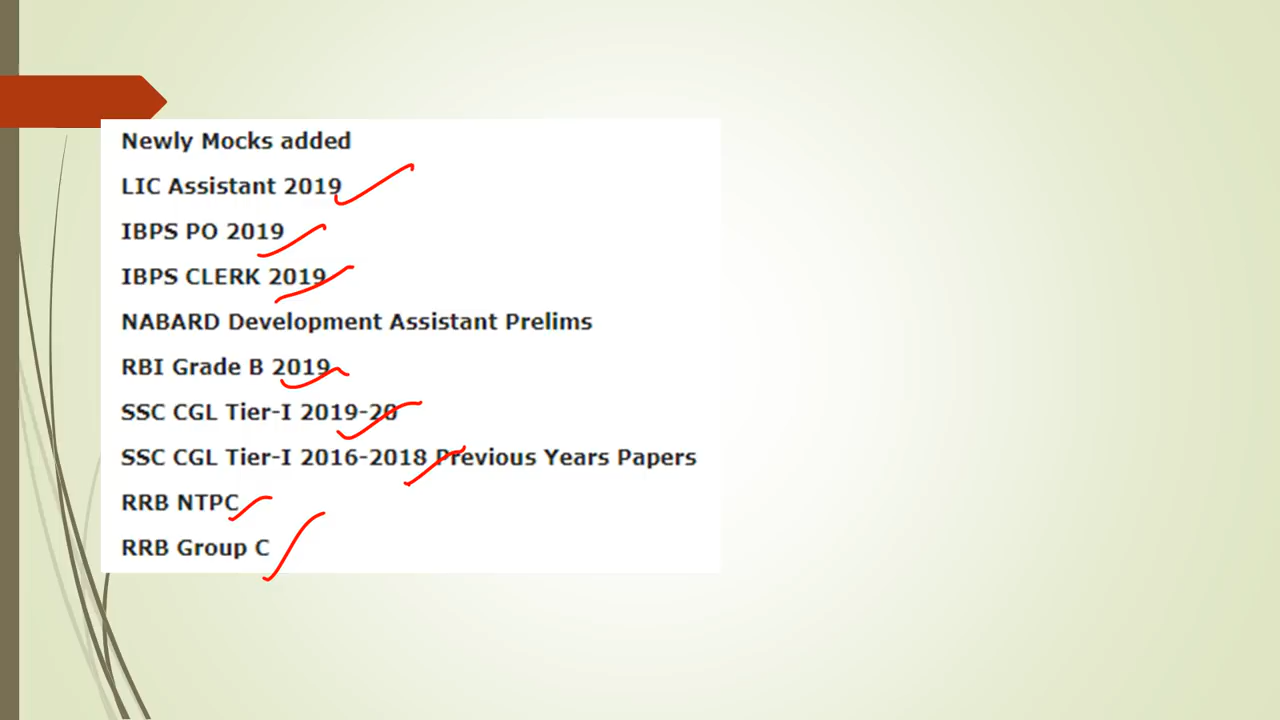 Newly Mocks added
LIC Assistant 2019
IBPS PO 2019
IBPS CLERK 2019
NABARD Development Assistant Prelims
RBI Grade B 2019
SSC CGL Tier-I 2019-20
SSC CGL Tier-I 2016-2018 Previous Years Papers
RRB NTPC
RRB Group C